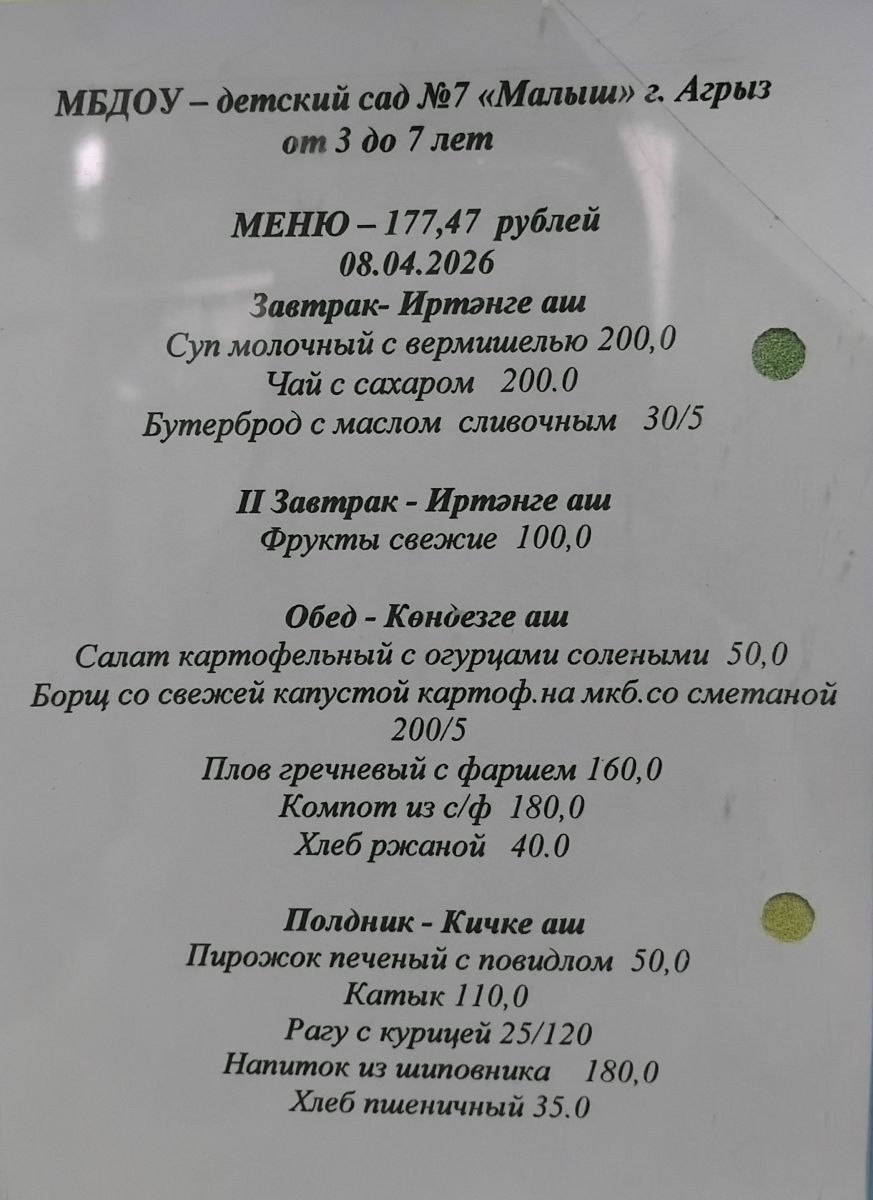 МБДОУ – детский сад №7 «Малыш» г. Агрыз
от 3 до 7 лет
МЕНЮ – 177,47 рублей
08.04.2026
Завтрак- Иртәнге аш
Суп молочный с вермишелью 200,0
Чай с сахаром 200.0
Бутерброд с маслом сливочным 30/5
II Завтрак - Иртәнге аш
Фрукты свежие 100,0
Обед - Көндезге аш
Салат картофельный с огурцами солеными 50,0
Борщ со свежей капустой картоф.на мкб.со сметаной
200/5
Плов гречневый с фаршем 160,0
Компот из с/ф 180,0
Хлеб ржаной 40.0
Полдник - Кичке аш
Пирожок печеный с повидлом 50,0
Катык 110,0
Рагу с курицей 25/120
Напиток из шиповника 180,0
Хлеб пшеничный 35.0